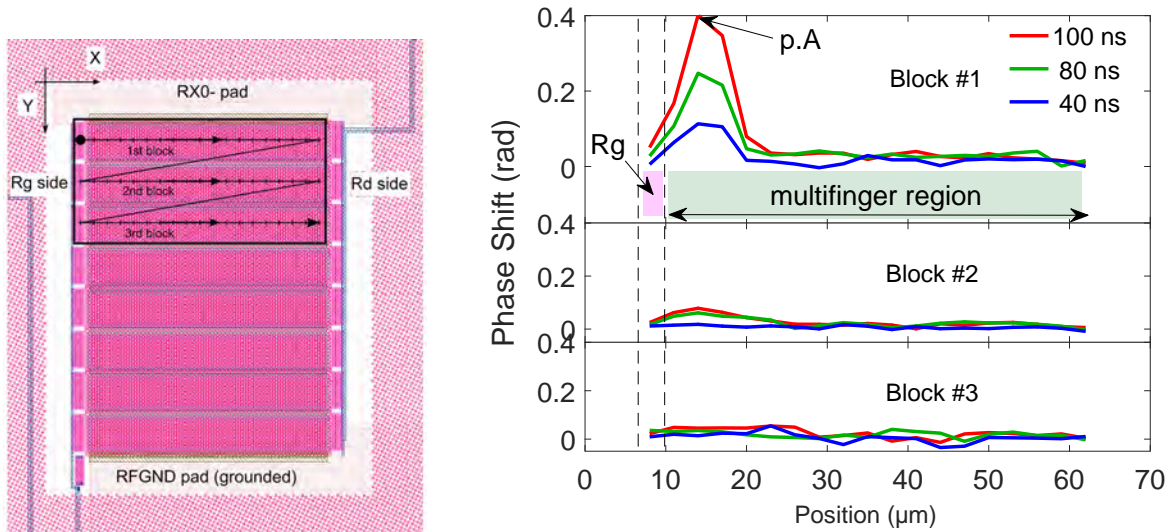 X
Y
RX0- pad
1st block
Rg side
2nd block
Rd side
3rd block
RFGND pad (grounded)
Phase Shift (rad)
0.4
0.2
0
0.4
0.2
0
0.4
0.2
0
p.A
100 ns
80 ns
40 ns
Block #1
Rg
multifinger region
Block #2
Block #3
0 10 20 30 40 50 60 70
Position (µm)